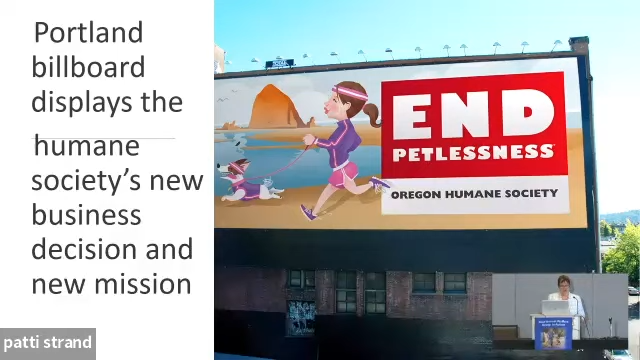 Portland
billboard
displays the
humane
society’s new
business
decision and
new mission
END
PETLESSNESS
OREGON HUMANE SOCIETY
patti strand